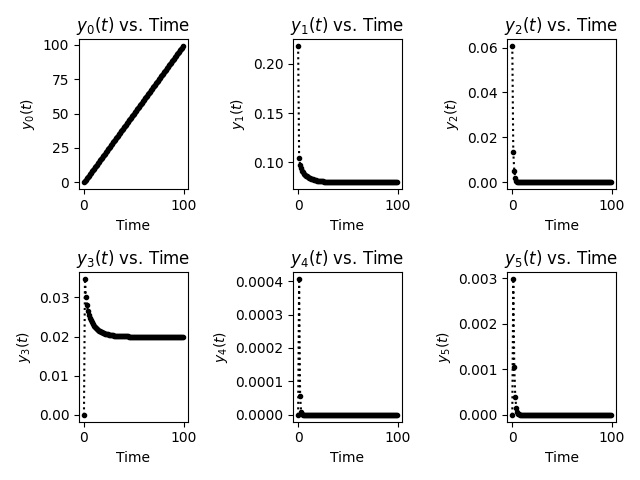 y₀(t) vs. Time
y₁(t) vs. Time
y₂(t) vs. Time
100
75
50
25
0
y₀(t)
0
100
Time
0.20
0.15
0.10
y₁(t)
0
100
Time
0.06
0.04
0.02
0.00
y₂(t)
0
100
Time
y₃(t) vs. Time
y₄(t) vs. Time
y₅(t) vs. Time
0.03
0.02
0.01
0.00
y₃(t)
0
100
Time
0.0004
0.0003
0.0002
0.0001
0.0000
y₄(t)
0
100
Time
0.003
0.002
0.001
0.000
y₅(t)
0
100
Time